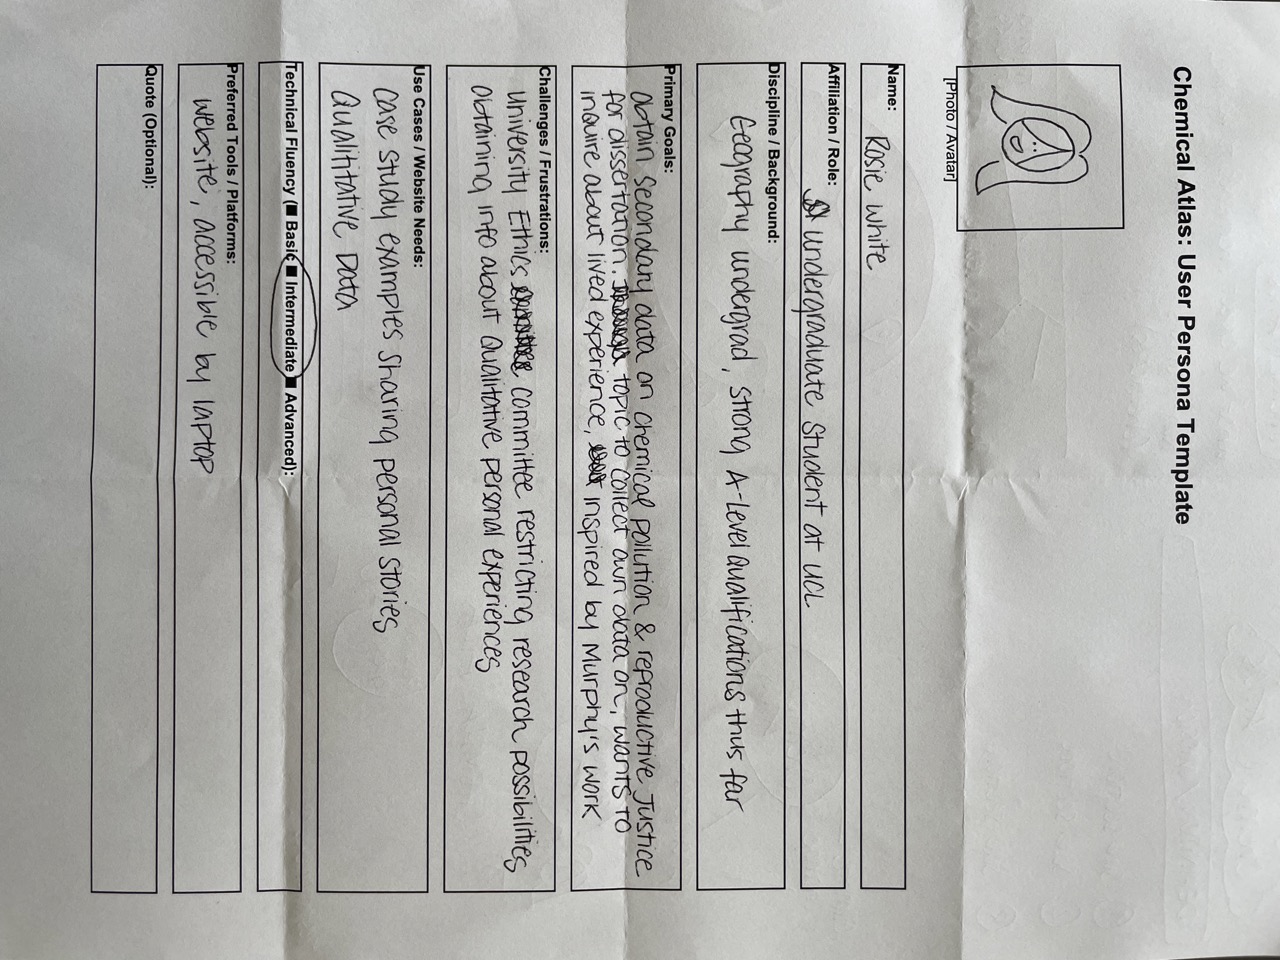 Chemical Atlas: User Persona Template
[Photo / Avatar]
Name:
Rosie White
Affiliation / Role:
undergraduate student at UCL
Discipline / Background:
Geography undergrad, strong A-Level Qualifications thus far
Primary Goals:
Obtain secondary data on chemical pollution & reproductive Justice
for dissertation. topic to collect own data on, wants to
inquire about lived experience, inspired by Murphy's work
Challenges / Frustrations:
University Ethics committee restricting research possibilities
Obtaining info about Qualitative personal experiences
Use Cases / Website Needs:
Case study examples sharing personal stories
Qualititative Data
Technical Fluency (■ Basic ■ Intermediate ■ Advanced):
Preferred Tools / Platforms:
Website, accessible by laptop
Quote (Optional):